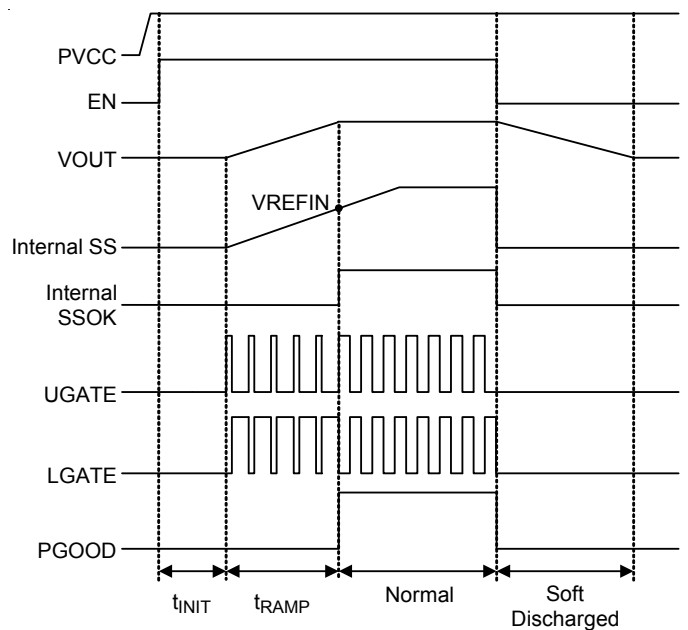 PVCC
EN
VOUT
VREFIN
Internal SS
Internal
SSOK
UGATE
LGATE
PGOOD
tINIT
tRAMP
Normal
Soft
Discharged